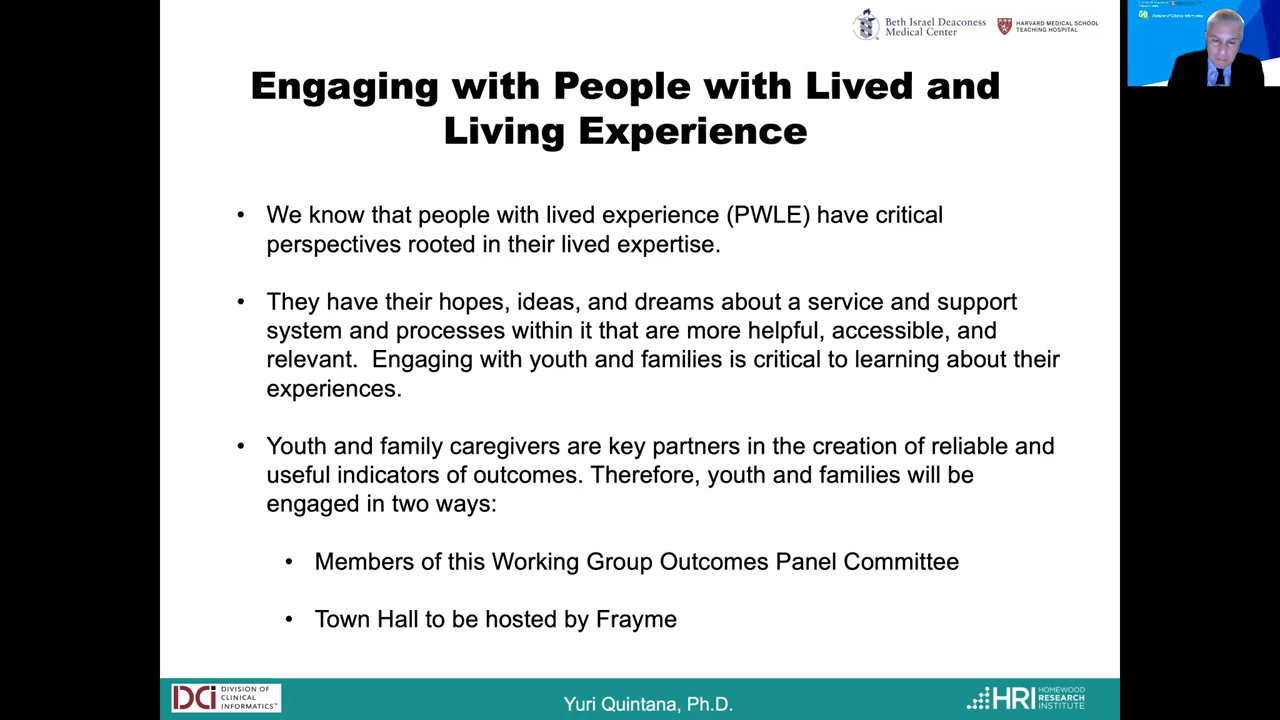 Beth Israel Deaconess
Medical Center
HARVARD MEDICAL SCHOOL
TEACHING HOSPITAL
Engaging with People with Lived and
Living Experience
• We know that people with lived experience (PWLE) have critical
perspectives rooted in their lived expertise.
• They have their hopes, ideas, and dreams about a service and support
system and processes within it that are more helpful, accessible, and
relevant. Engaging with youth and families is critical to learning about their
experiences.
• Youth and family caregivers are key partners in the creation of reliable and
useful indicators of outcomes. Therefore, youth and families will be
engaged in two ways:
• Members of this Working Group Outcomes Panel Committee
• Town Hall to be hosted by Frayme
DCi DIVISION OF
CLINICAL
INFORMATICS™
Yuri Quintana, Ph.D.
HRI HOMEWOOD
RESEARCH
INSTITUTE